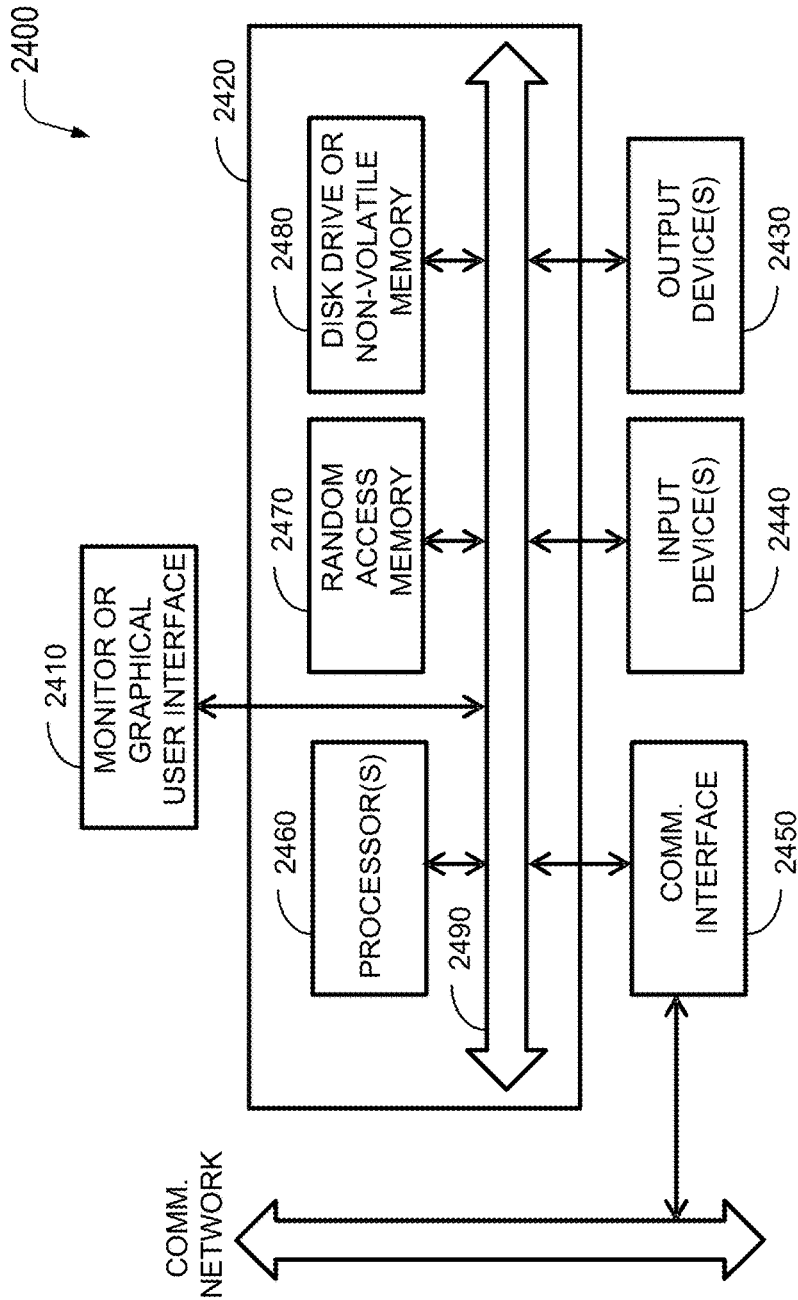 2400
2410
MONITOR OR
GRAPHICAL
USER INTERFACE
2420
2460
PROCESSOR(S)
2470
RANDOM
ACCESS
MEMORY
2480
DISK DRIVE OR
NON-VOLATILE
MEMORY
2490
COMM.
NETWORK
COMM.
INTERFACE
2450
INPUT
DEVICE(S)
2440
OUTPUT
DEVICE(S)
2430